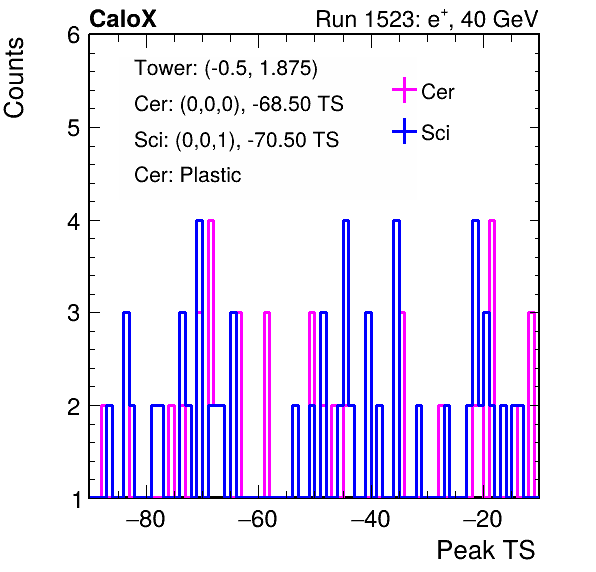 CaloX Run 1523: e⁺, 40 GeV
Counts
6
5
4
3
2
1
Tower: (-0.5, 1.875)
Cer: (0,0,0), -68.50 TS
Sci: (0,0,1), -70.50 TS
Cer: Plastic
Cer
Sci
−80 −60 −40 −20
Peak TS